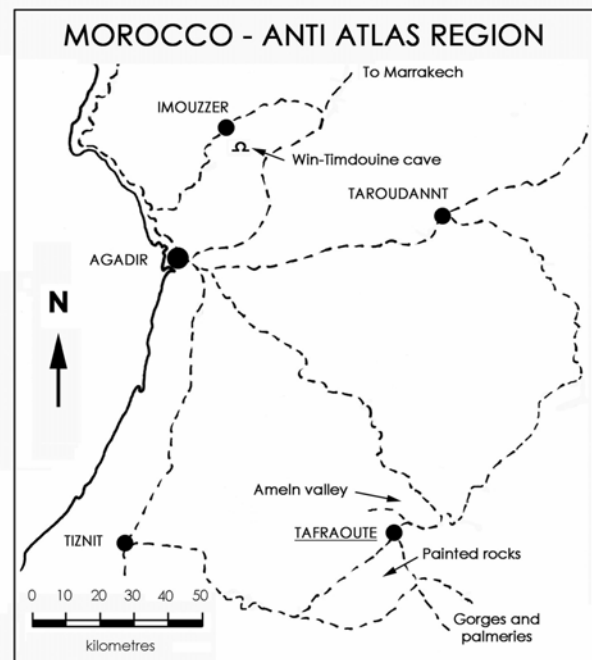 MOROCCO - ANTI ATLAS REGION
To Marrakech
IMOUZZER
Win-Timdouine cave
TAROUDANNT
AGADIR
N
Ameln valley
TIZNIT
TAFRAOUTE
Painted rocks
0 10 20 30 40 50
kilometres
Gorges and
palmeries